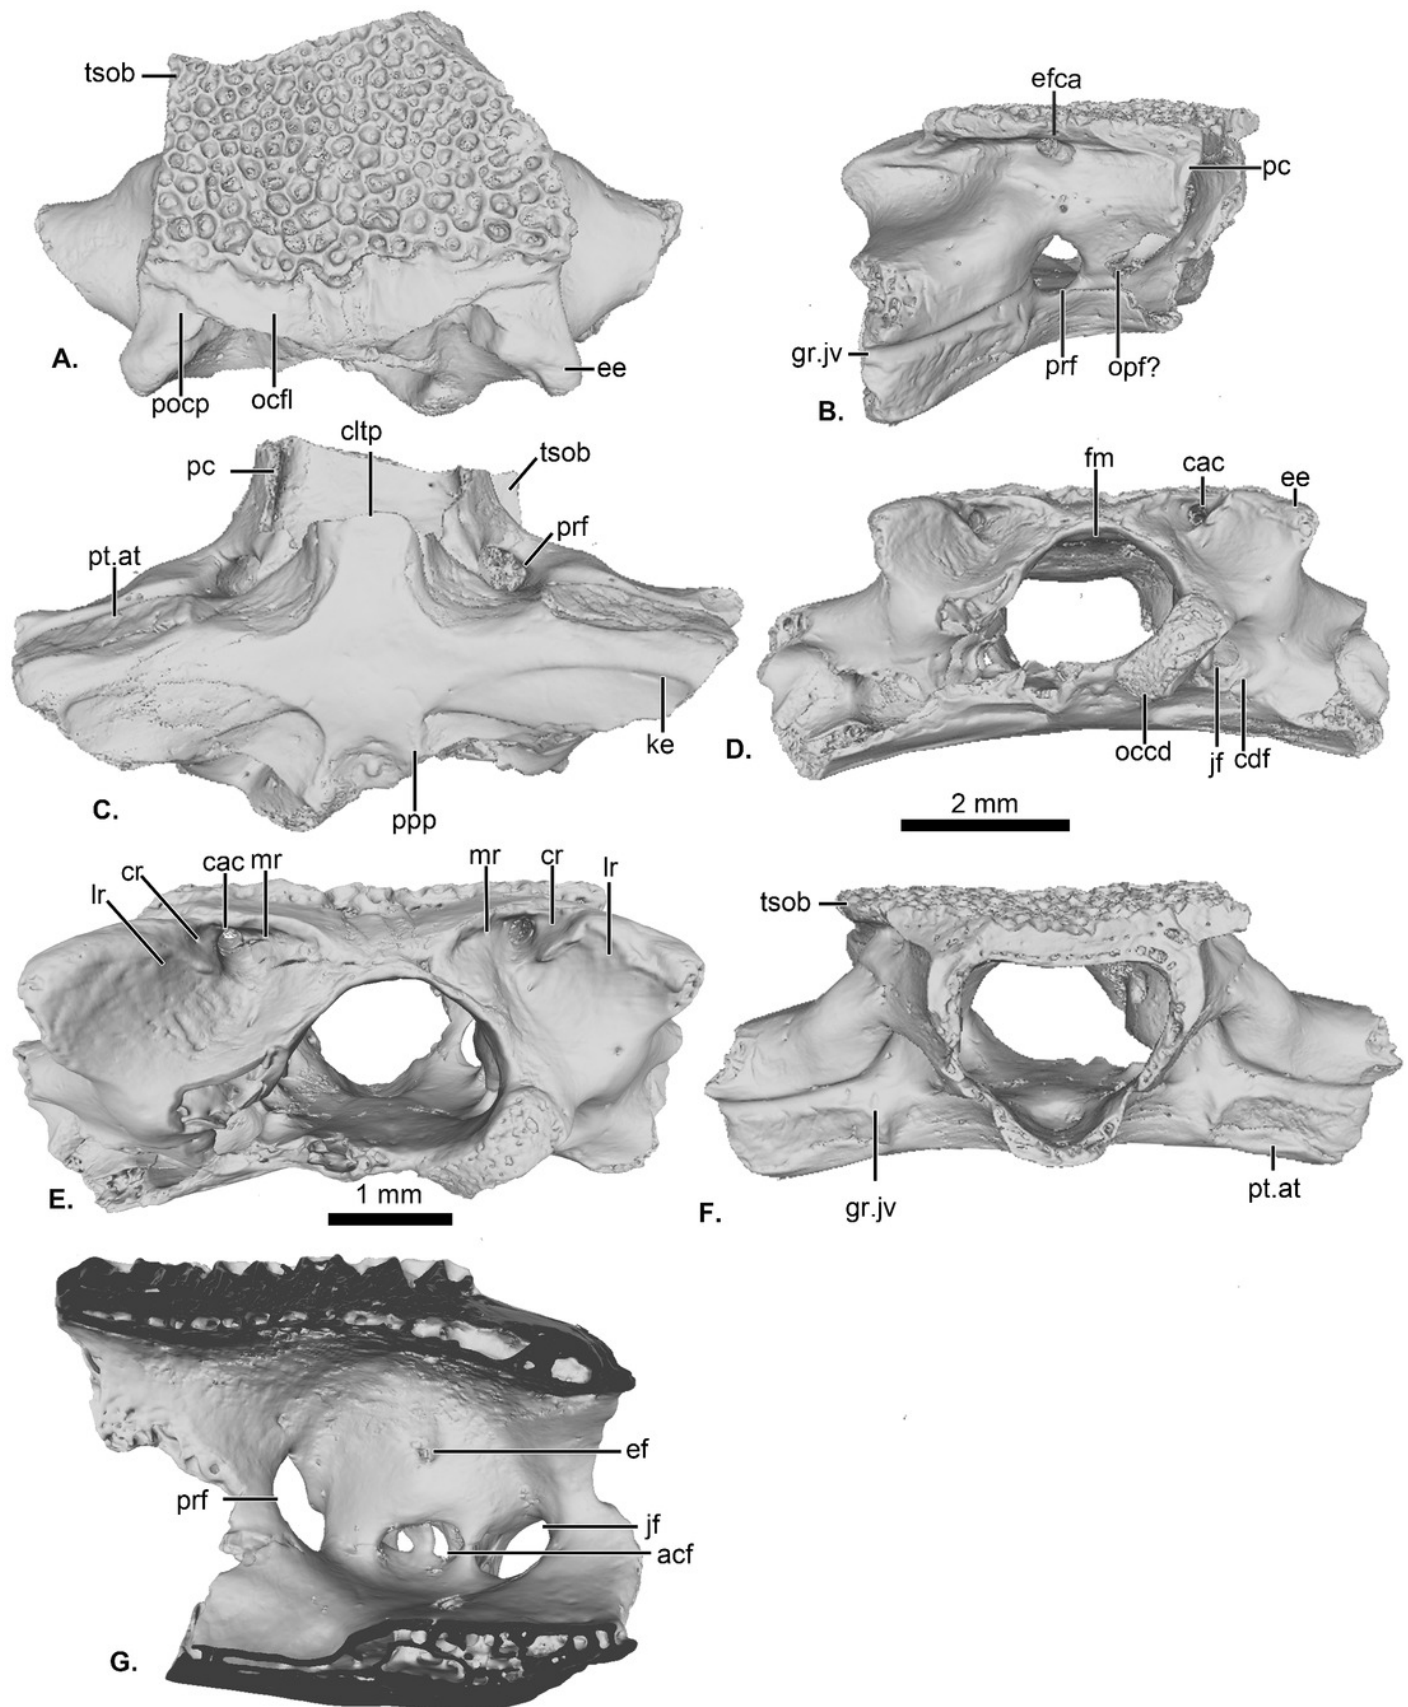 tsob
pocp
ocfl
ee
A.
efca
pc
gr.jv
prf
opf?
B.
cltp
pc
tsob
prf
pt.at
ke
ppp
C.
fm
cac
ee
occd
jf
cdf
D.
2 mm
lr
cr
cac
mr
mr
cr
lr
E.
1 mm
tsob
gr.jv
pt.at
F.
ef
prf
jf
acf
G.